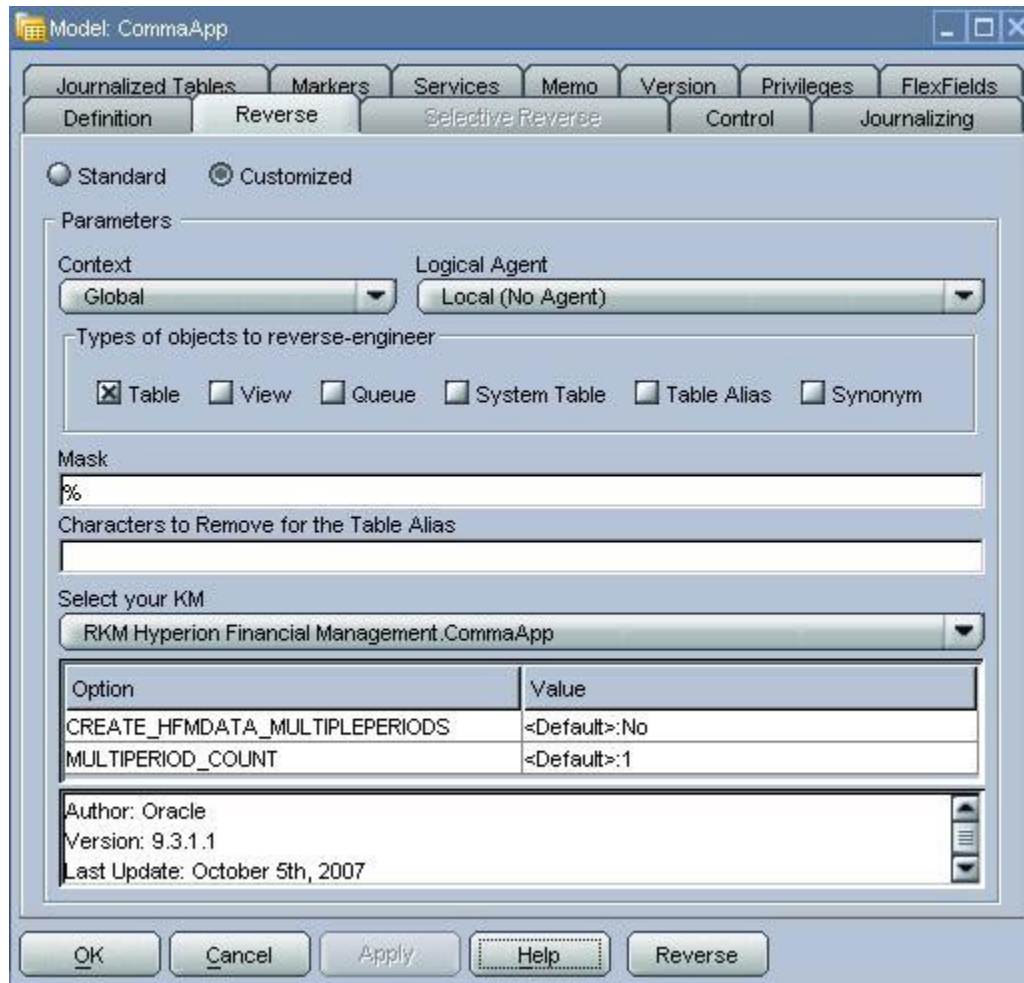 Model: CommaApp
Journalized Tables Markers Services Memo Version Privileges FlexFields
Definition Reverse Selective Reverse Control Journalizing
Standard Customized
Parameters
Context Logical Agent
Global Local (No Agent)
Types of objects to reverse-engineer
Table View Queue System Table Table Alias Synonym
Mask
%
Characters to Remove for the Table Alias
Select your KM
RKM Hyperion Financial Management.CommaApp
Option Value
CREATE_HFMDATA_MULTIPLEPERIODS <Default>:No
MULTIPERIOD_COUNT <Default>:1
Author: Oracle
Version: 9.3.1.1
Last Update: October 5th, 2007
OK Cancel Apply Help Reverse